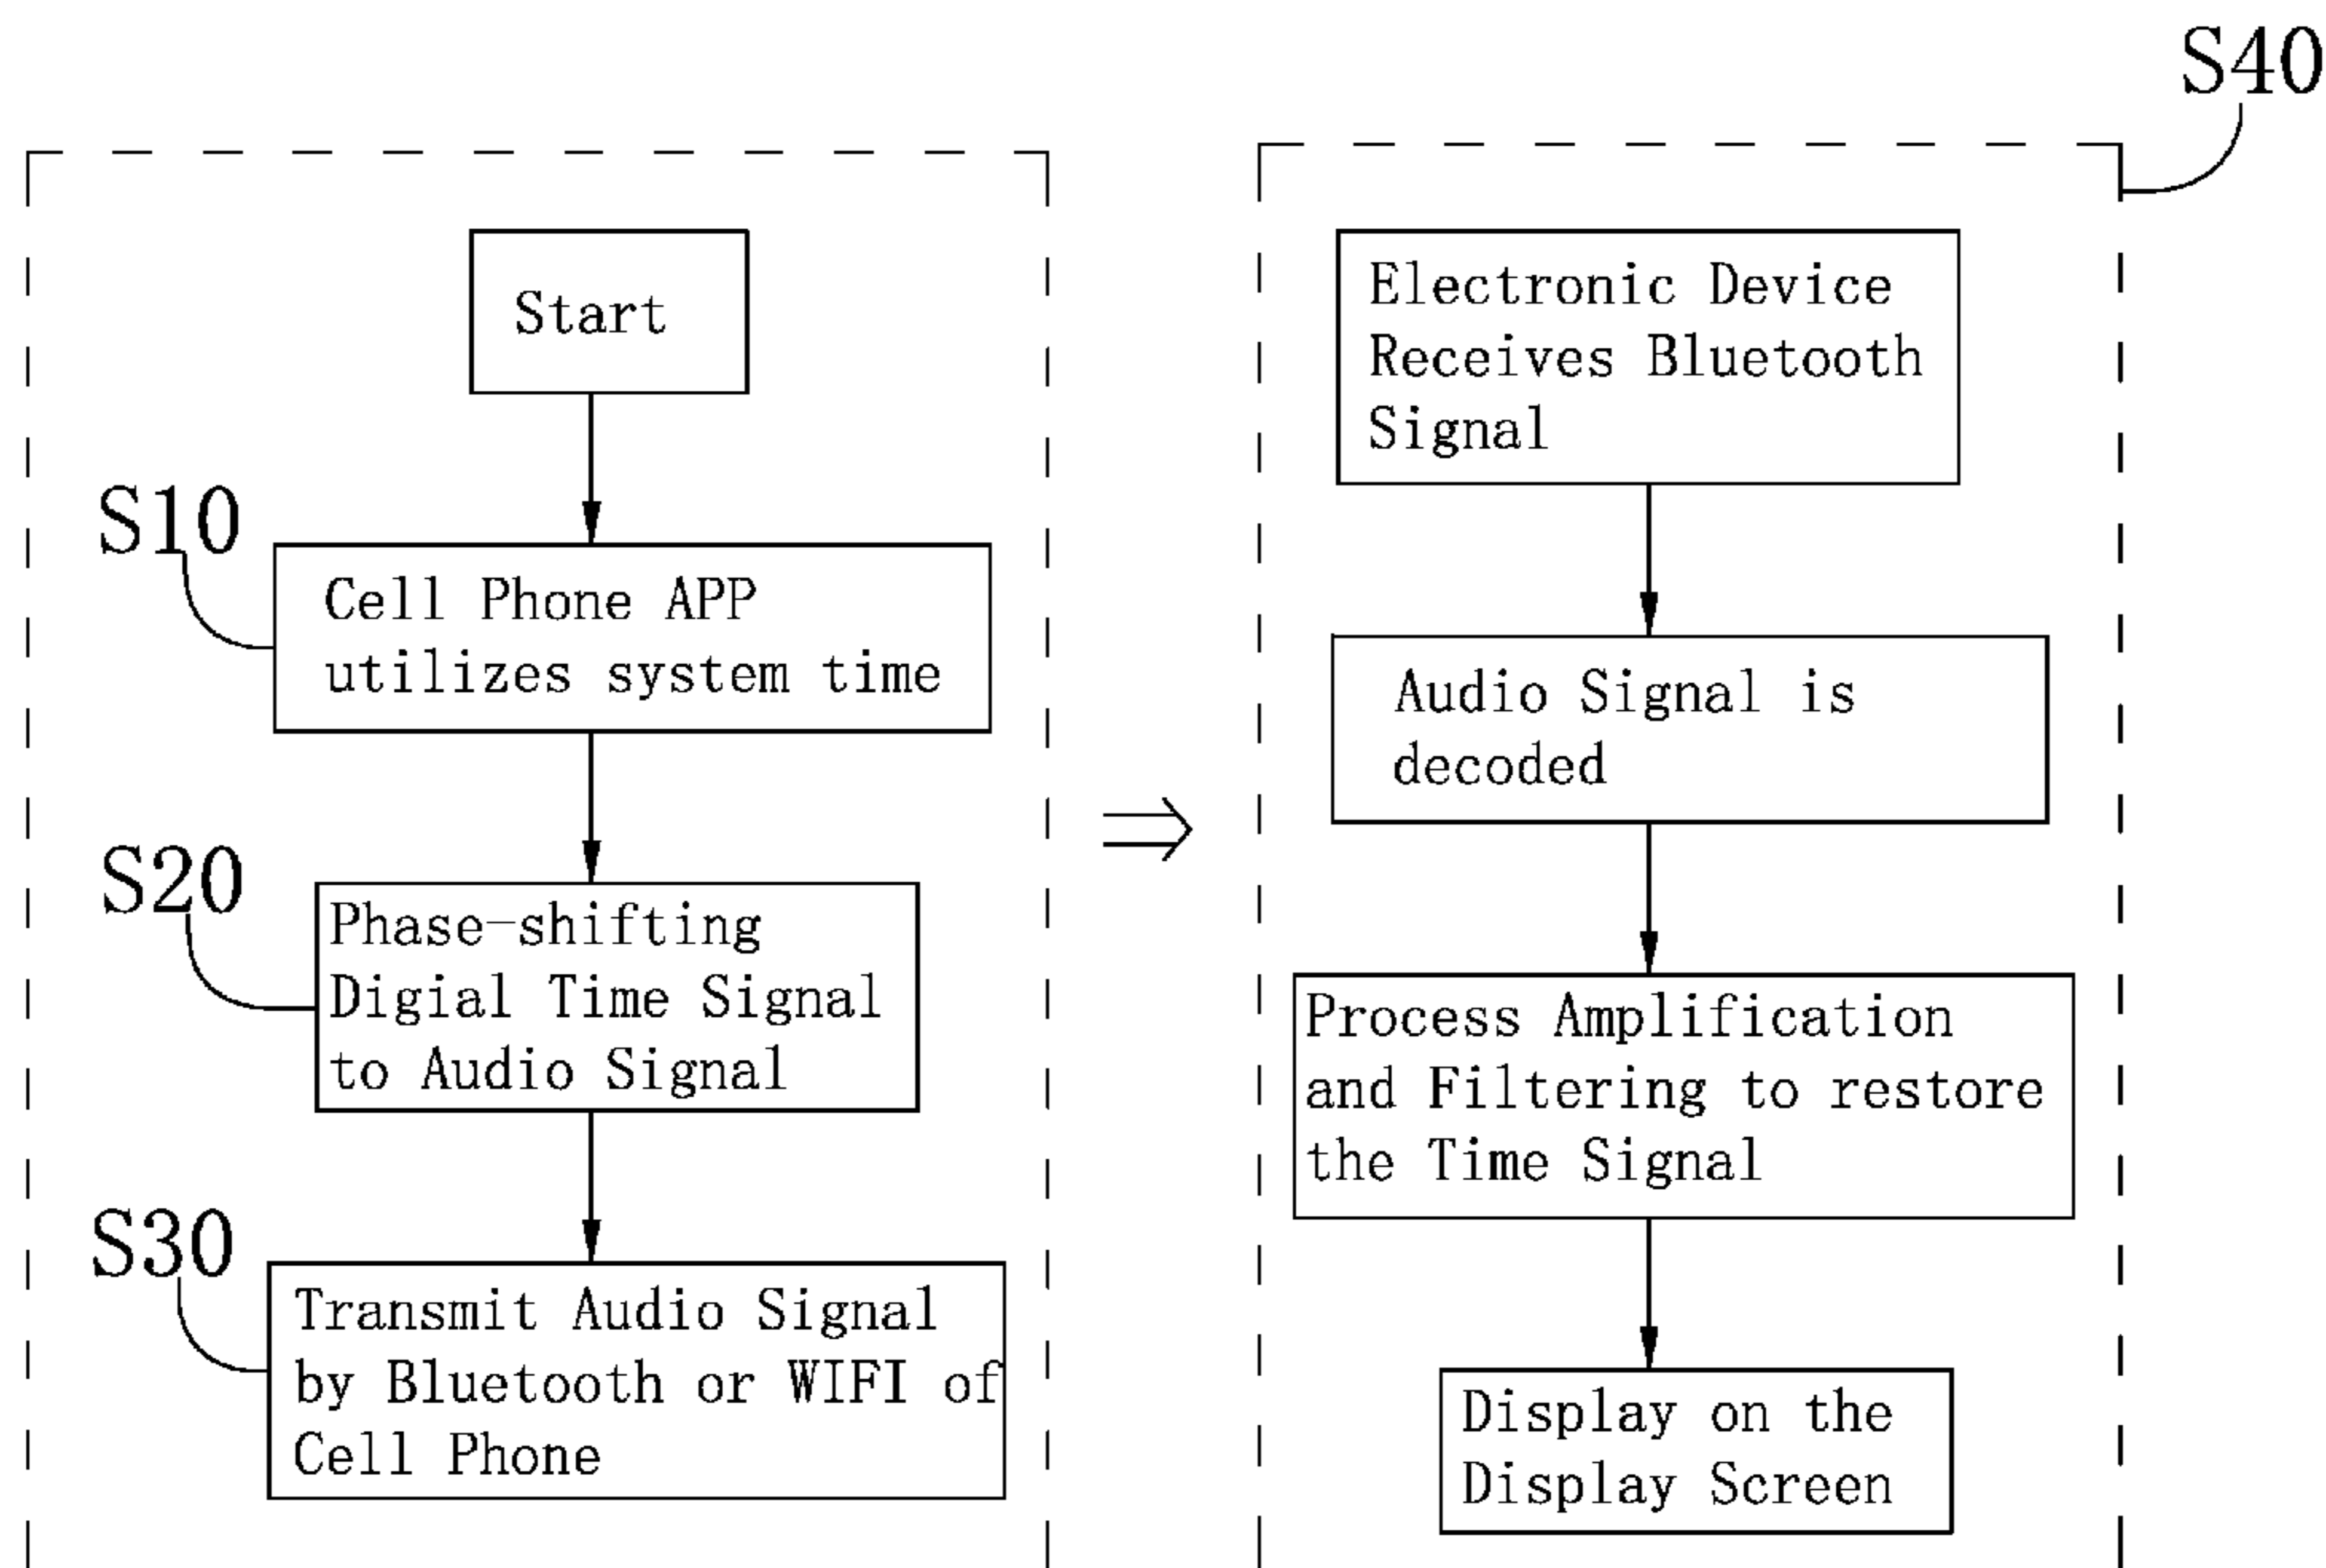 Start
S10
Cell Phone APP
utilizes system time
S20
Phase-shifting
Digial Time Signal
to Audio Signal
S30
Transmit Audio Signal
by Bluetooth or WIFI of
Cell Phone
S40
Electronic Device
Receives Bluetooth
Signal
Audio Signal is
decoded
Process Amplification
and Filtering to restore
the Time Signal
Display on the
Display Screen